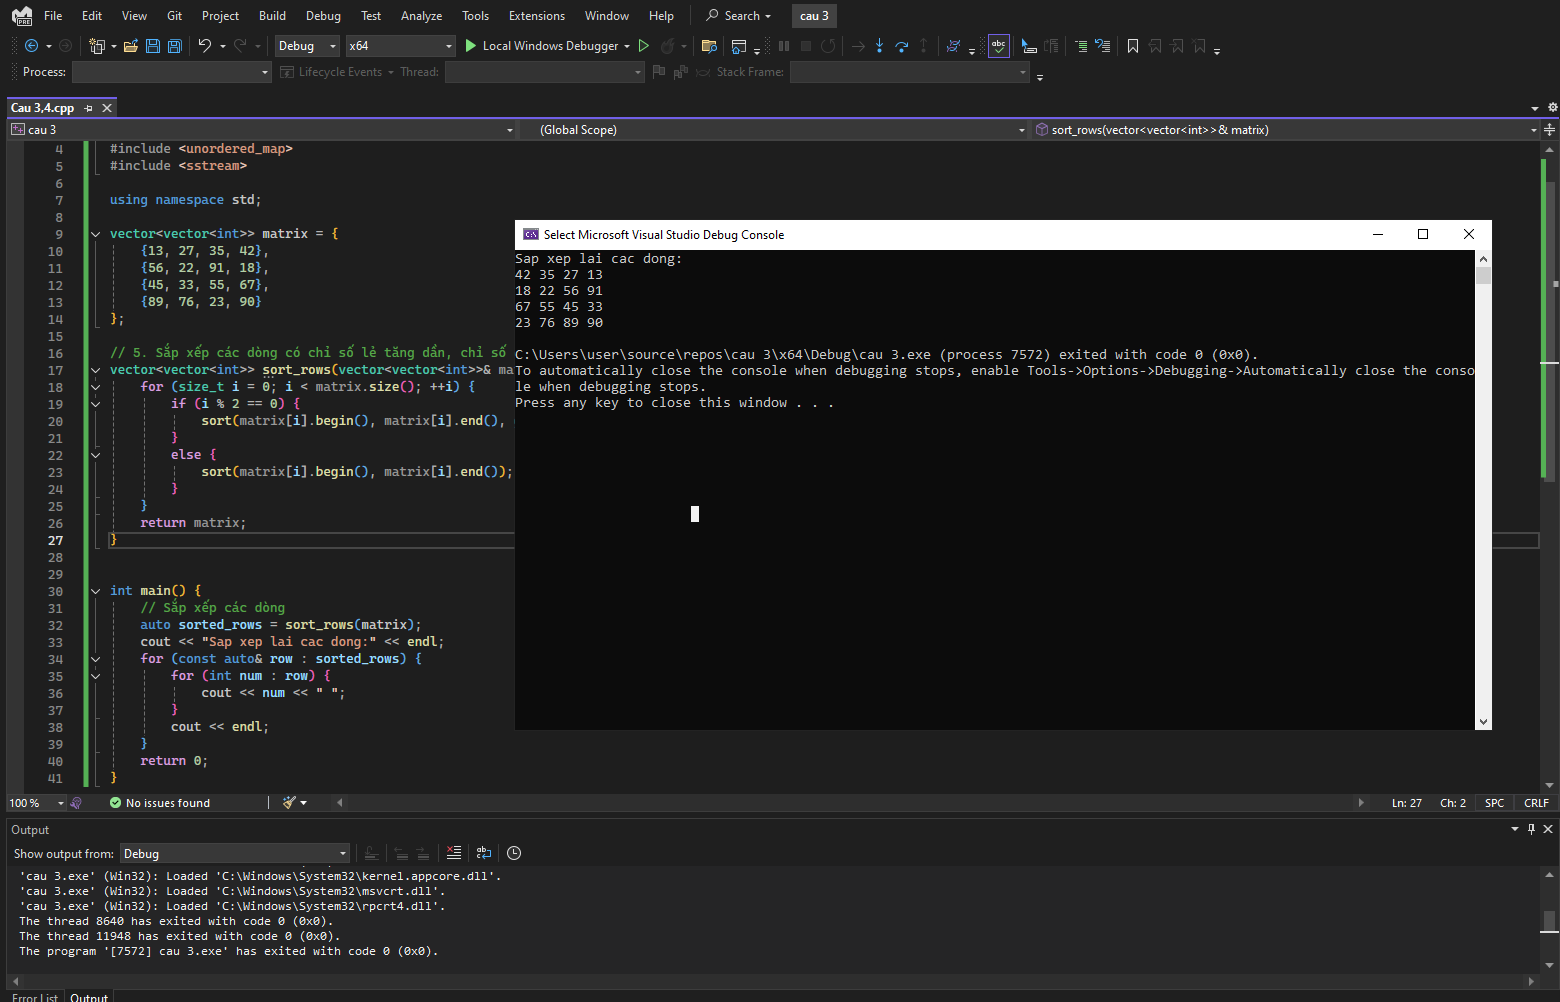 File Edit View Git Project Build Debug Test Analyze Tools Extensions Window Help Search cau 3
PRE
Debug x64 Local Windows Debugger
Process: Lifecycle Events Thread: Stack Frame:
Cau 3,4.cpp
cau 3 (Global Scope) sort_rows(vector<vector<int>>& matrix)
4 #include <unordered_map>
5 #include <sstream>
6
7 using namespace std;
8
9 vector<vector<int>> matrix = {
10 {13, 27, 35, 42},
11 {56, 22, 91, 18},
12 {45, 33, 55, 67},
13 {89, 76, 23, 90}
14 };
15
16 // 5. Sắp xếp các dòng có chỉ số lẻ tăng dần, chỉ số
17 vector<vector<int>> sort_rows(vector<vector<int>>& ma
18 for (size_t i = 0; i < matrix.size(); ++i) {
19 if (i % 2 == 0) {
20 sort(matrix[i].begin(), matrix[i].end(),
21 }
22 else {
23 sort(matrix[i].begin(), matrix[i].end());
24 }
25 }
26 return matrix;
27 }
28
29
30 int main() {
31 // Sắp xếp các dòng
32 auto sorted_rows = sort_rows(matrix);
33 cout << "Sap xep lai cac dong:" << endl;
34 for (const auto& row : sorted_rows) {
35 for (int num : row) {
36 cout << num << " ";
37 }
38 cout << endl;
39 }
40 return 0;
41 }
Select Microsoft Visual Studio Debug Console
Sap xep lai cac dong:
42 35 27 13
18 22 56 91
67 55 45 33
23 76 89 90
C:\Users\user\source\repos\cau 3\x64\Debug\cau 3.exe (process 7572) exited with code 0 (0x0).
To automatically close the console when debugging stops, enable Tools->Options->Debugging->Automatically close the conso
le when debugging stops.
Press any key to close this window . . .
100 % No issues found Ln: 27 Ch: 2 SPC CRLF
Output
Show output from: Debug
'cau 3.exe' (Win32): Loaded 'C:\Windows\System32\kernel.appcore.dll'.
'cau 3.exe' (Win32): Loaded 'C:\Windows\System32\msvcrt.dll'.
'cau 3.exe' (Win32): Loaded 'C:\Windows\System32\rpcrt4.dll'.
The thread 8640 has exited with code 0 (0x0).
The thread 11948 has exited with code 0 (0x0).
The program '[7572] cau 3.exe' has exited with code 0 (0x0).
Error List Output